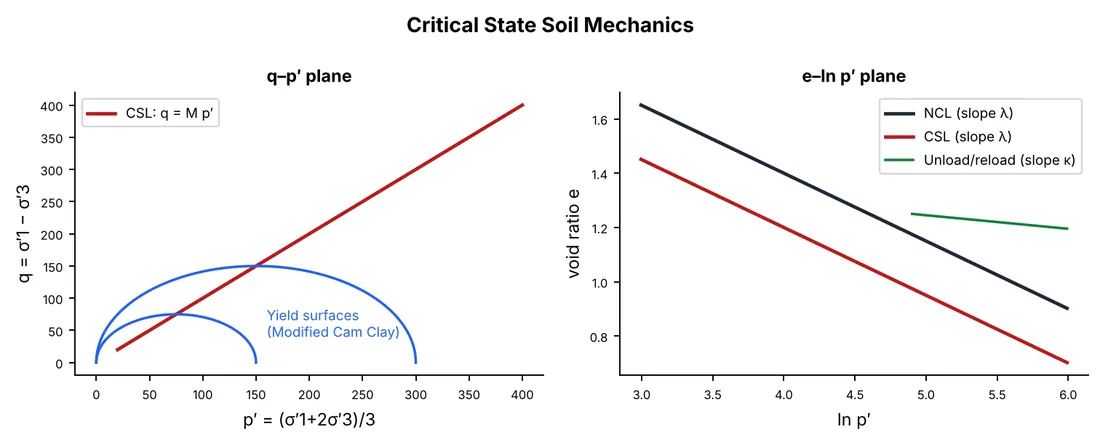 Critical State Soil Mechanics
q–p′ plane
CSL: q = M p′
400
350
300
250
200
150
100
50
0
q = σ′1 − σ′3
Yield surfaces
(Modified Cam Clay)
0 50 100 150 200 250 300 350 400
p′ = (σ′1+2σ′3)/3
e–ln p′ plane
NCL (slope λ)
CSL (slope λ)
Unload/reload (slope κ)
1.6
1.4
1.2
1.0
0.8
void ratio e
3.0 3.5 4.0 4.5 5.0 5.5 6.0
ln p′